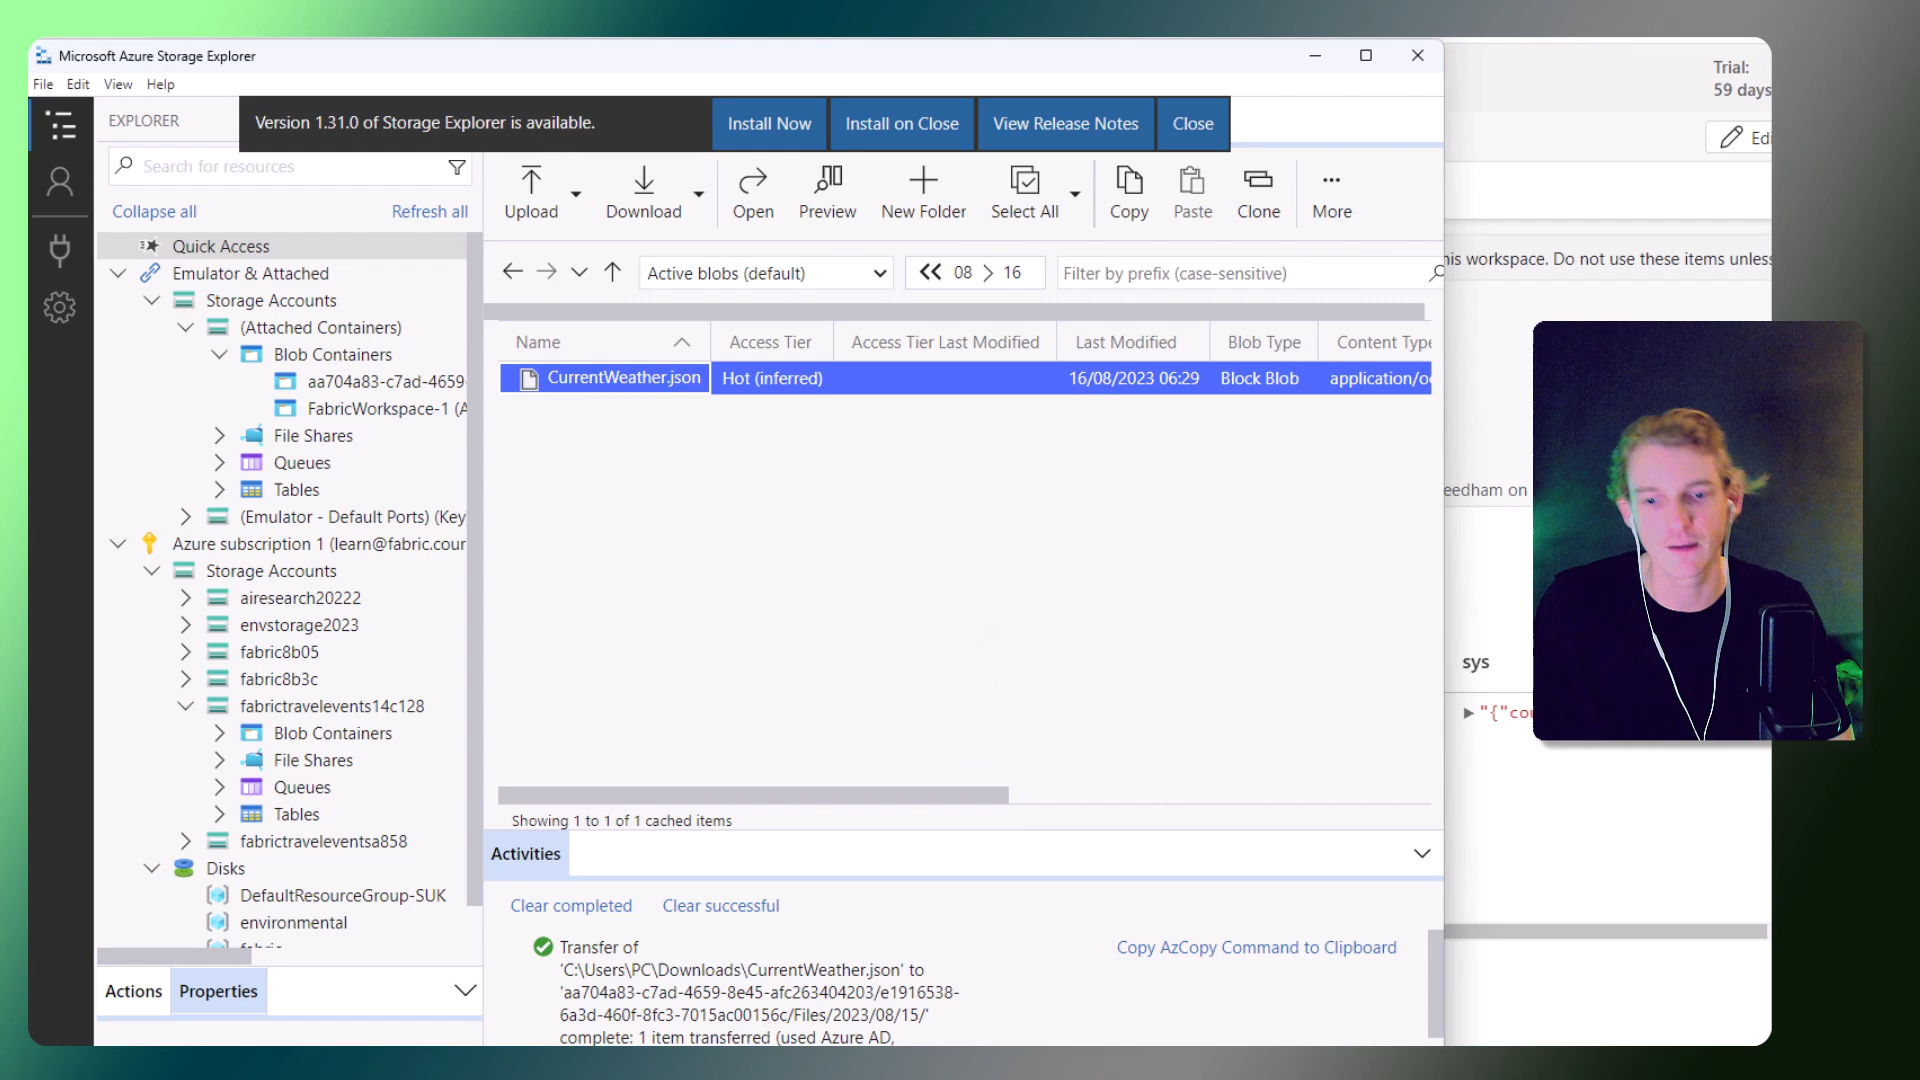 Microsoft Azure Storage Explorer
File Edit View Help
EXPLORER
Version 1.31.0 of Storage Explorer is available.
Install Now
Install on Close
View Release Notes
Close
Search for resources
Collapse all
Refresh all
Quick Access
Emulator & Attached
Storage Accounts
(Attached Containers)
Blob Containers
aa704a83-c7ad-4659-
FabricWorkspace-1 (A
File Shares
Queues
Tables
(Emulator - Default Ports) (Key
Azure subscription 1 (learn@fabric.cour
Storage Accounts
airesearch20222
envstorage2023
fabric8b05
fabric8b3c
fabrictravelevents14c128
Blob Containers
File Shares
Queues
Tables
fabrictraveleventsa858
Disks
DefaultResourceGroup-SUK
environmental
Actions
Properties
Upload
Download
Open
Preview
New Folder
Select All
Copy
Paste
Clone
More
Active blobs (default)
08
16
Filter by prefix (case-sensitive)
Name
Access Tier
Access Tier Last Modified
Last Modified
Blob Type
Content Type
CurrentWeather.json
Hot (inferred)
16/08/2023 06:29
Block Blob
application/o
Showing 1 to 1 of 1 cached items
Activities
Clear completed
Clear successful
Transfer of
'C:\Users\PC\Downloads\CurrentWeather.json' to
'aa704a83-c7ad-4659-8e45-afc263404203/e1916538-
6a3d-460f-8fc3-7015ac00156c/Files/2023/08/15/'
complete: 1 item transferred (used Azure AD,
Copy AzCopy Command to Clipboard
Trial:
59 days
Edi
his workspace. Do not use these items unless
eedham on
sys
"{"cou